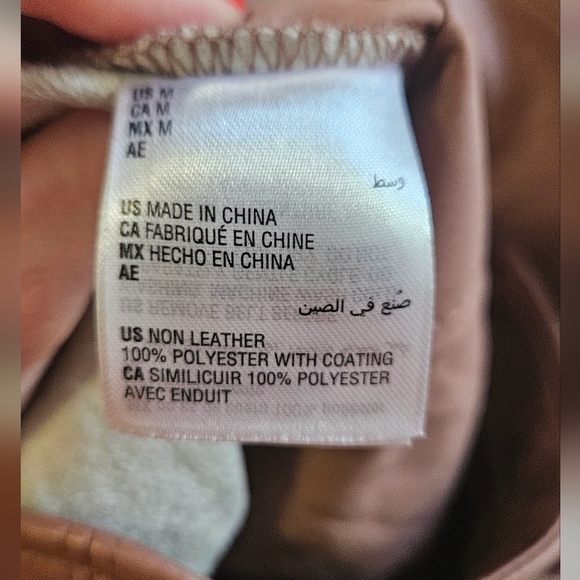 US M
CA M
MX M
AE
وسط
US MADE IN CHINA
CA FABRIQUÉ EN CHINE
MX HECHO EN CHINA
AE
صُنع في الصين
US NON LEATHER
100% POLYESTER WITH COATING
CA SIMILICUIR 100% POLYESTER
AVEC ENDUIT